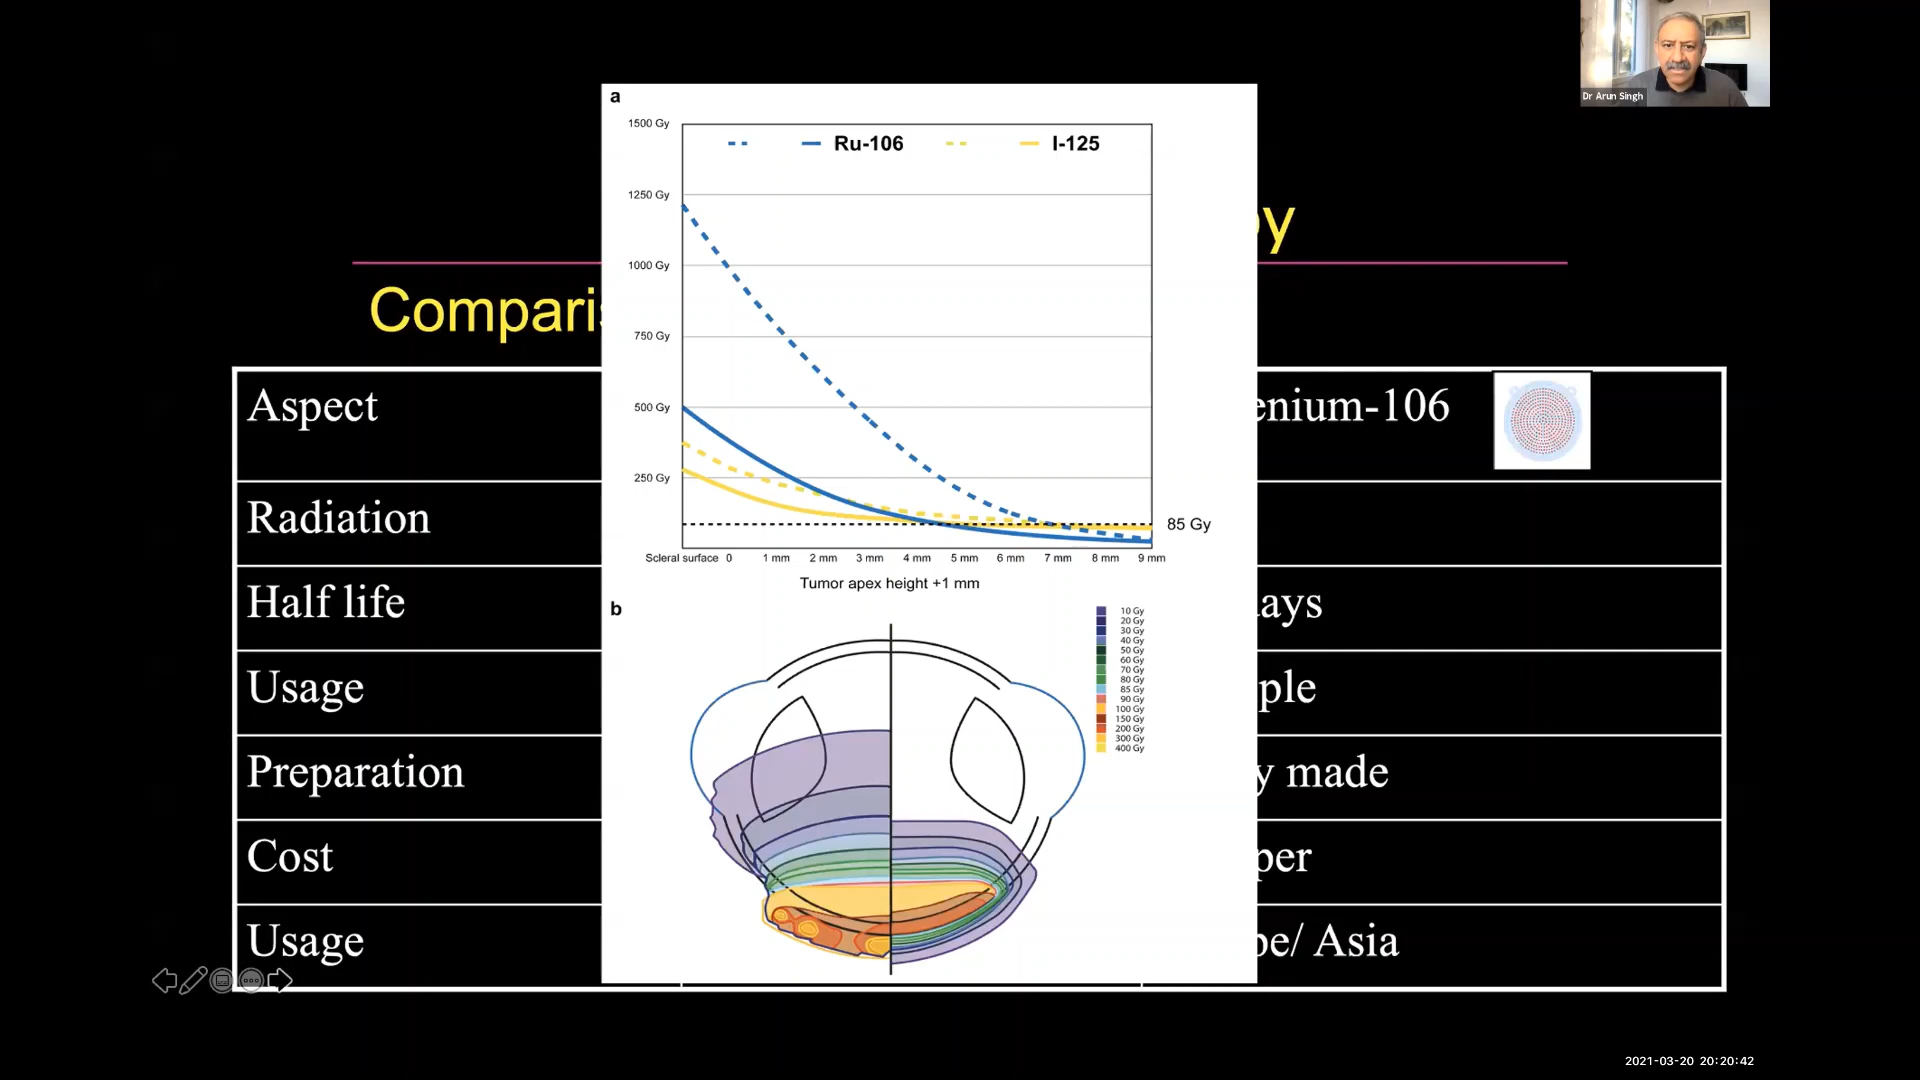 Dr Arun Singh
a
1500 Gy
Ru-106
I-125
1250 Gy
1000 Gy
750 Gy
500 Gy
250 Gy
85 Gy
Scleral surface 0 1 mm 2 mm 3 mm 4 mm 5 mm 6 mm 7 mm 8 mm 9 mm
Tumor apex height +1 mm
b
10 Gy
20 Gy
30 Gy
40 Gy
50 Gy
60 Gy
70 Gy
80 Gy
85 Gy
90 Gy
100 Gy
150 Gy
200 Gy
300 Gy
400 Gy
y
Compari
Aspect
enium-106
Radiation
Half life
ays
Usage
ple
Preparation
y made
Cost
per
Usage
pe/ Asia
2021-03-20 20:20:42